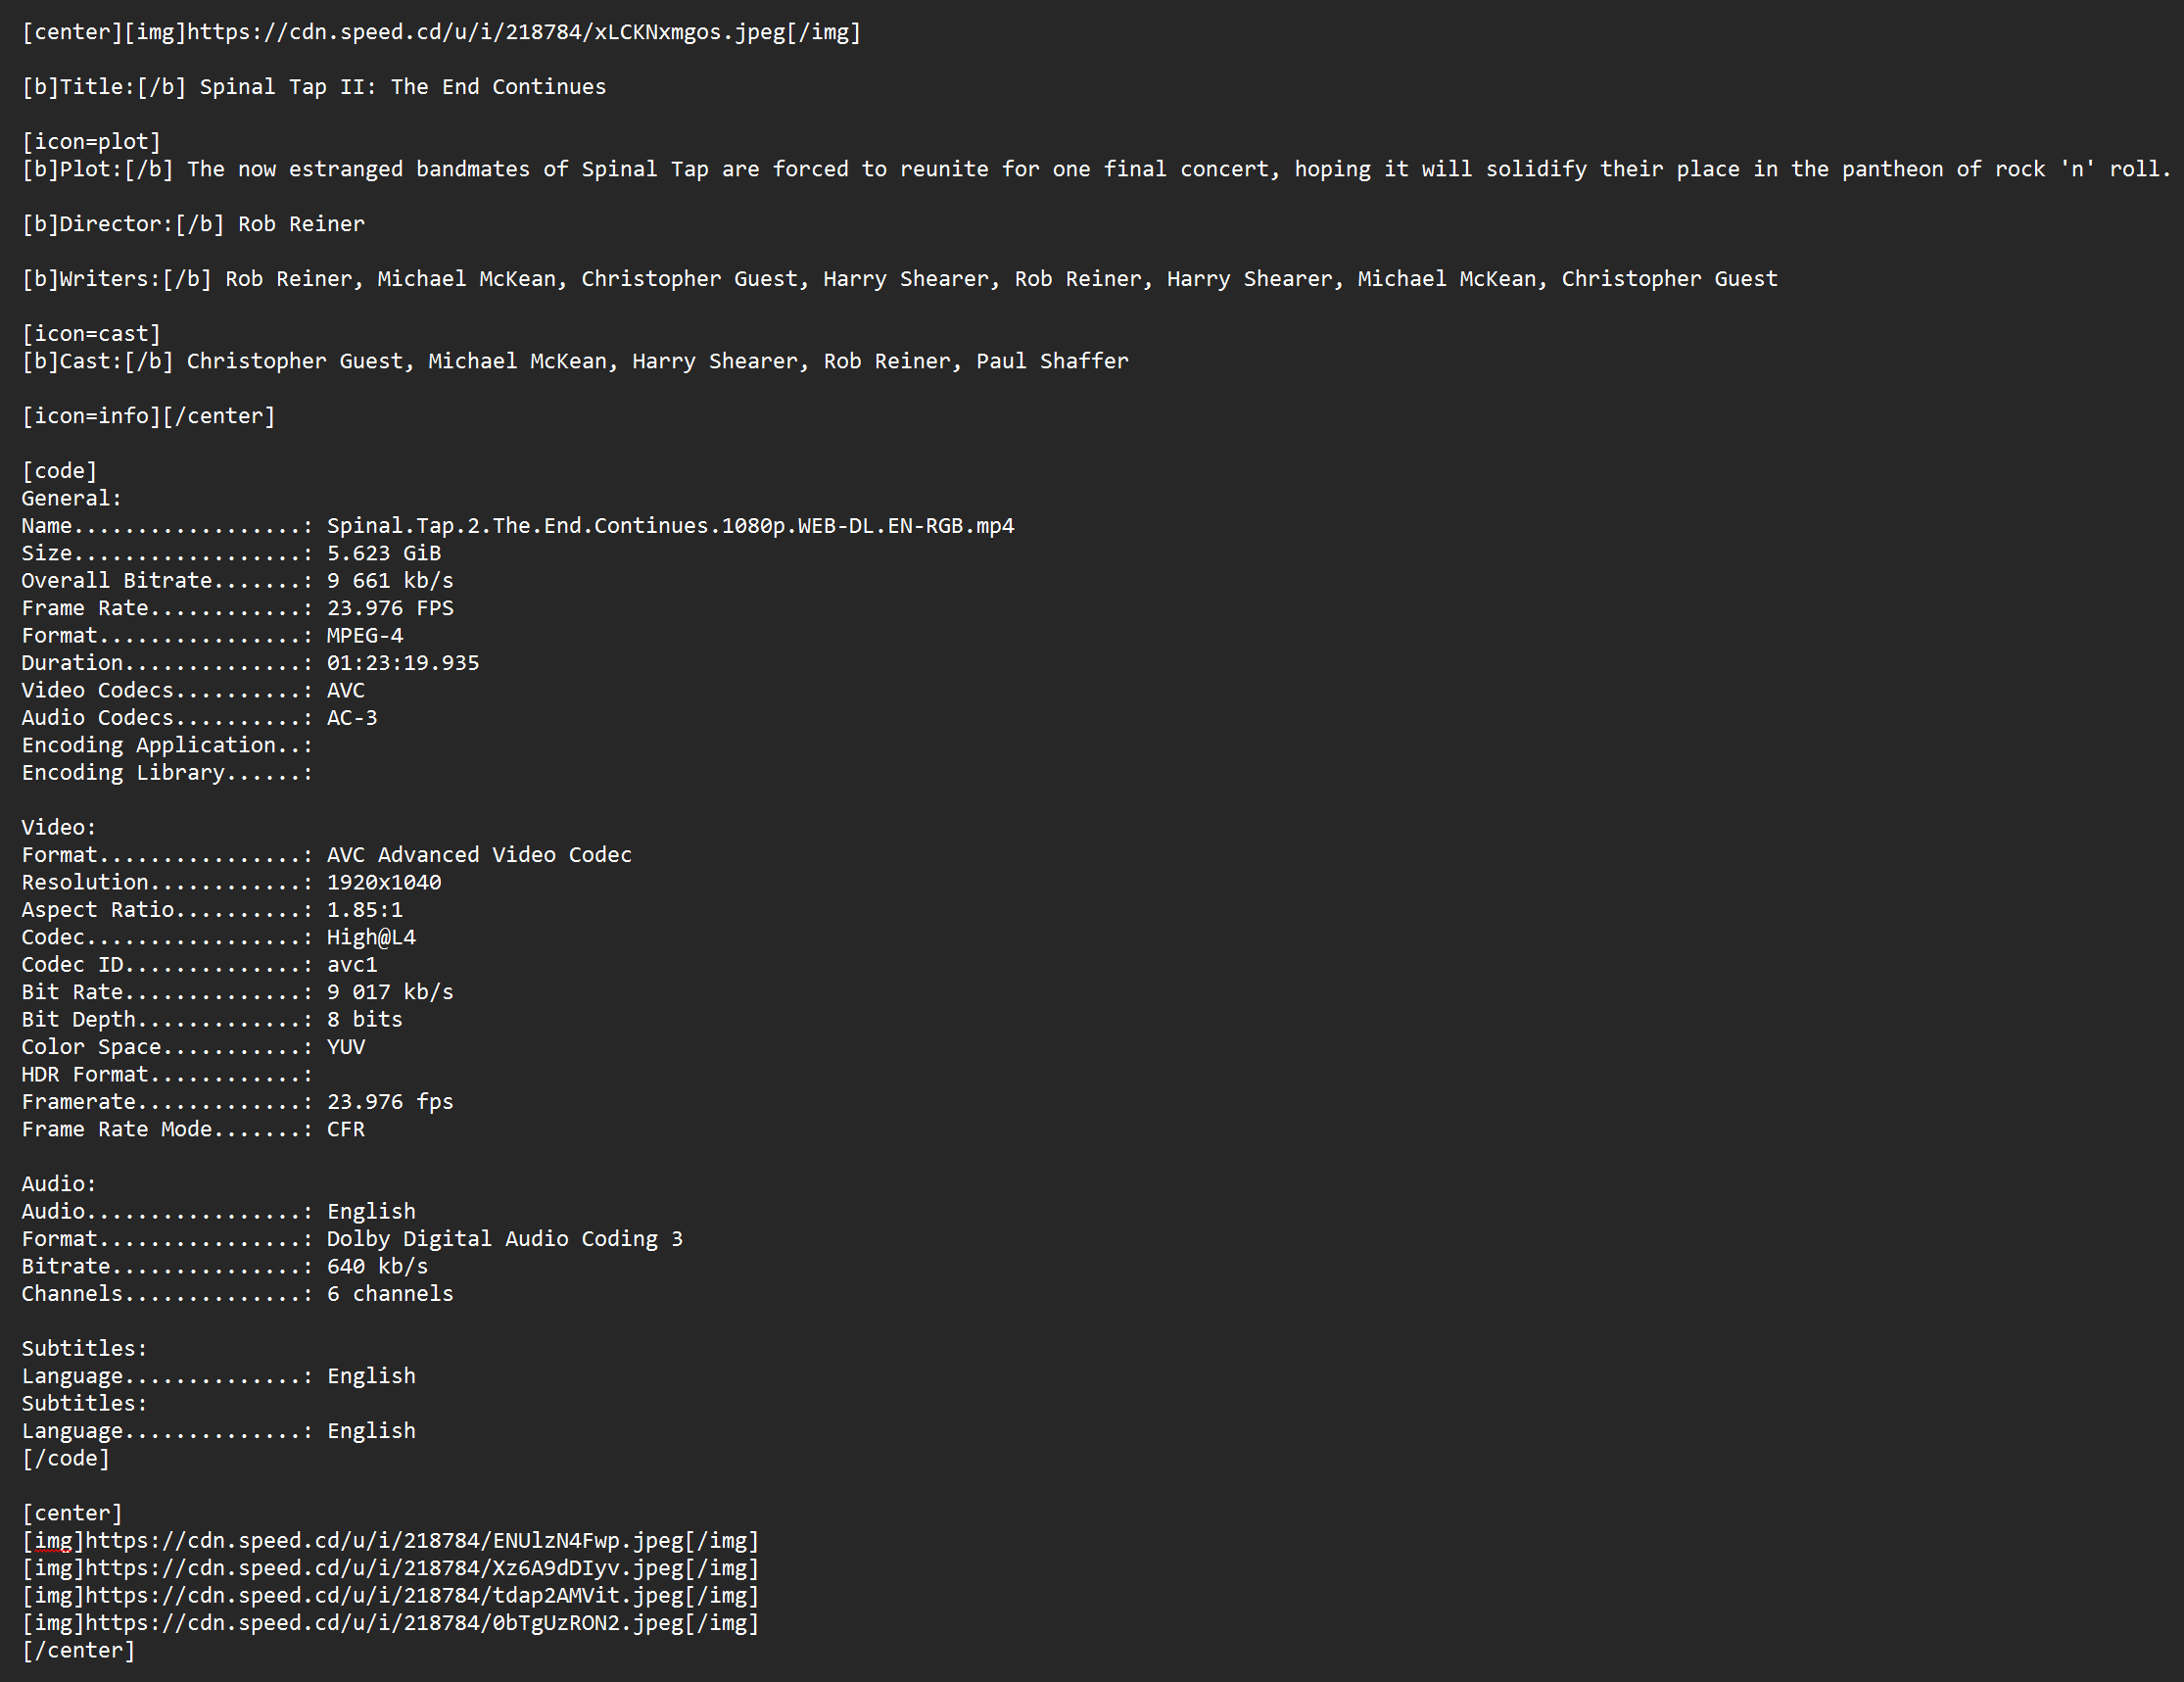 [center][img]https://cdn.speed.cd/u/i/218784/xLCKNxmgos.jpeg[/img]
[b]Title:[/b] Spinal Tap II: The End Continues
[icon=plot]
[b]Plot:[/b] The now estranged bandmates of Spinal Tap are forced to reunite for one final concert, hoping it will solidify their place in the pantheon of rock 'n' roll.
[b]Director:[/b] Rob Reiner
[b]Writers:[/b] Rob Reiner, Michael McKean, Christopher Guest, Harry Shearer, Rob Reiner, Harry Shearer, Michael McKean, Christopher Guest
[icon=cast]
[b]Cast:[/b] Christopher Guest, Michael McKean, Harry Shearer, Rob Reiner, Paul Shaffer
[icon=info][/center]
[code]
General:
Name..................: Spinal.Tap.2.The.End.Continues.1080p.WEB-DL.EN-RGB.mp4
Size..................: 5.623 GiB
Overall Bitrate.......: 9 661 kb/s
Frame Rate............: 23.976 FPS
Format................: MPEG-4
Duration..............: 01:23:19.935
Video Codecs..........: AVC
Audio Codecs..........: AC-3
Encoding Application..:
Encoding Library......:
Video:
Format................: AVC Advanced Video Codec
Resolution............: 1920x1040
Aspect Ratio..........: 1.85:1
Codec.................: High@L4
Codec ID..............: avc1
Bit Rate..............: 9 017 kb/s
Bit Depth.............: 8 bits
Color Space...........: YUV
HDR Format............:
Framerate.............: 23.976 fps
Frame Rate Mode.......: CFR
Audio:
Audio.................: English
Format................: Dolby Digital Audio Coding 3
Bitrate...............: 640 kb/s
Channels..............: 6 channels
Subtitles:
Language..............: English
Subtitles:
Language..............: English
[/code]
[center]
[img]https://cdn.speed.cd/u/i/218784/ENUlzN4Fwp.jpeg[/img]
[img]https://cdn.speed.cd/u/i/218784/Xz6A9dDIyv.jpeg[/img]
[img]https://cdn.speed.cd/u/i/218784/tdap2AMVit.jpeg[/img]
[img]https://cdn.speed.cd/u/i/218784/0bTgUzRON2.jpeg[/img]
[/center]